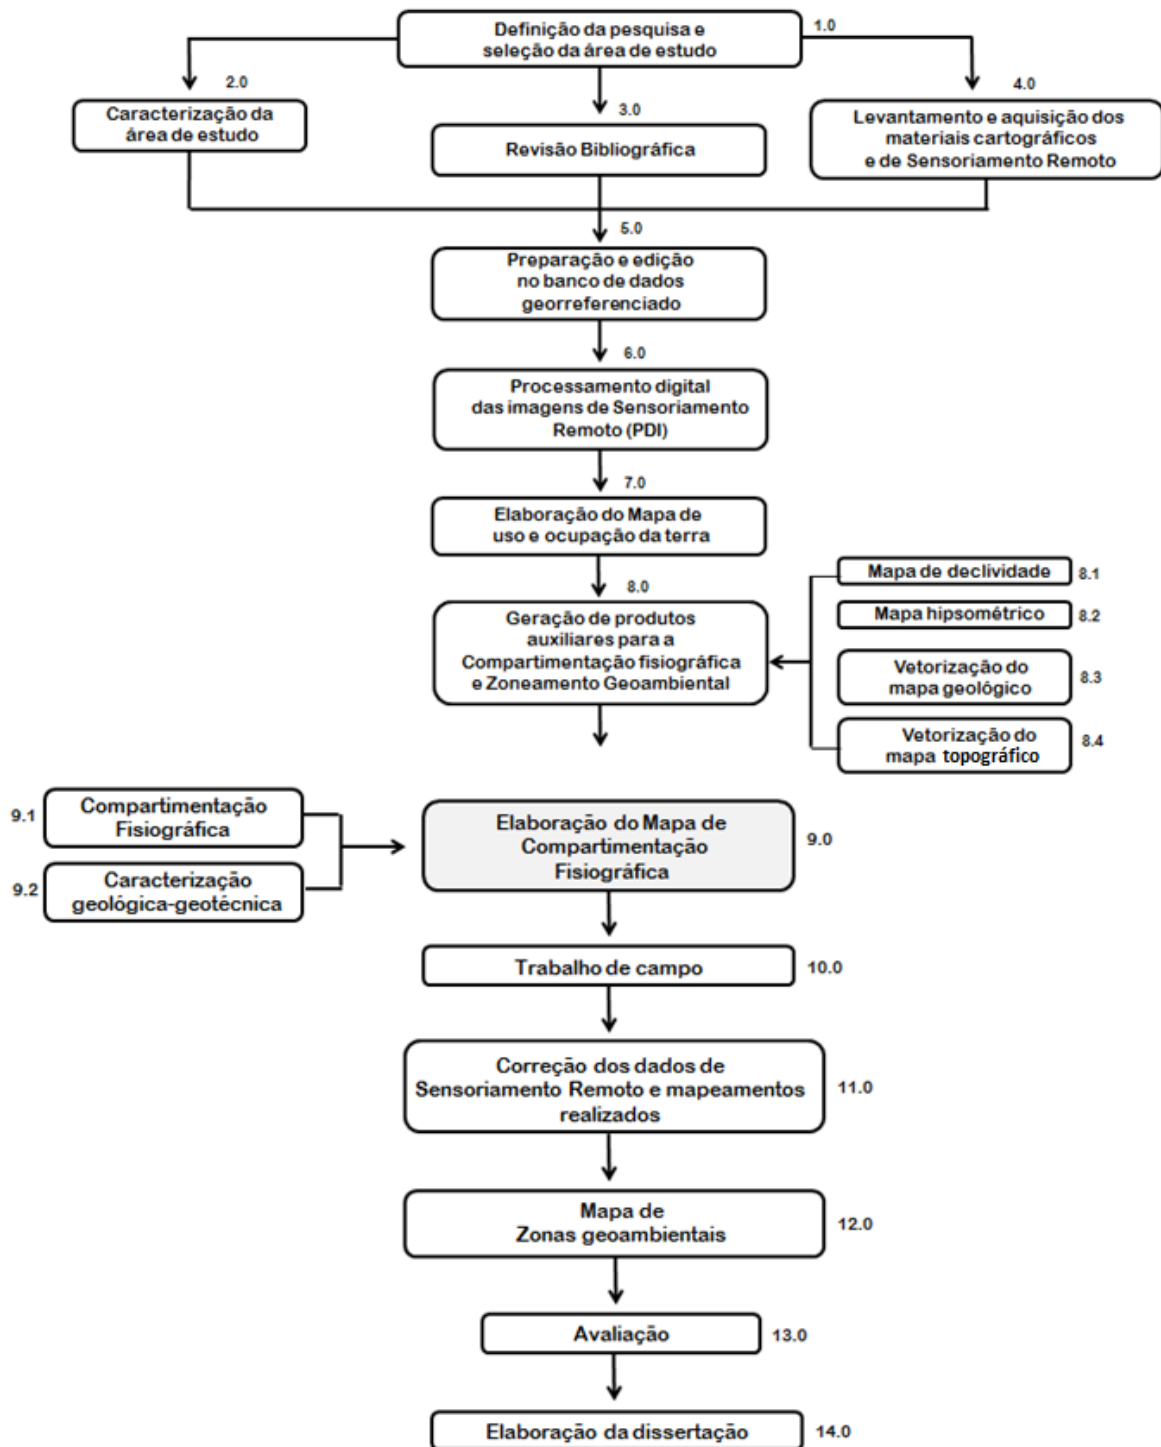 Definição da pesquisa e
seleção da área de estudo
1.0
2.0
Caracterização da
área de estudo
3.0
Revisão Bibliográfica
4.0
Levantamento e aquisição dos
materiais cartográficos
e de Sensoriamento Remoto
5.0
Preparação e edição
no banco de dados
georreferenciado
6.0
Processamento digital
das imagens de Sensoriamento
Remoto (PDI)
7.0
Elaboração do Mapa de
uso e ocupação da terra
8.0
Geração de produtos
auxiliares para a
Compartimentação fisiográfica
e Zoneamento Geoambiental
Mapa de declividade
8.1
Mapa hipsométrico
8.2
Vetorização do
mapa geológico
8.3
Vetorização do
mapa topográfico
8.4
9.1
Compartimentação
Fisiográfica
9.2
Caracterização
geológica-geotécnica
Elaboração do Mapa de
Compartimentação
Fisiográfica
9.0
Trabalho de campo
10.0
Correção dos dados de
Sensoriamento Remoto e mapeamentos
realizados
11.0
Mapa de
Zonas geoambientais
12.0
Avaliação
13.0
Elaboração da dissertação
14.0